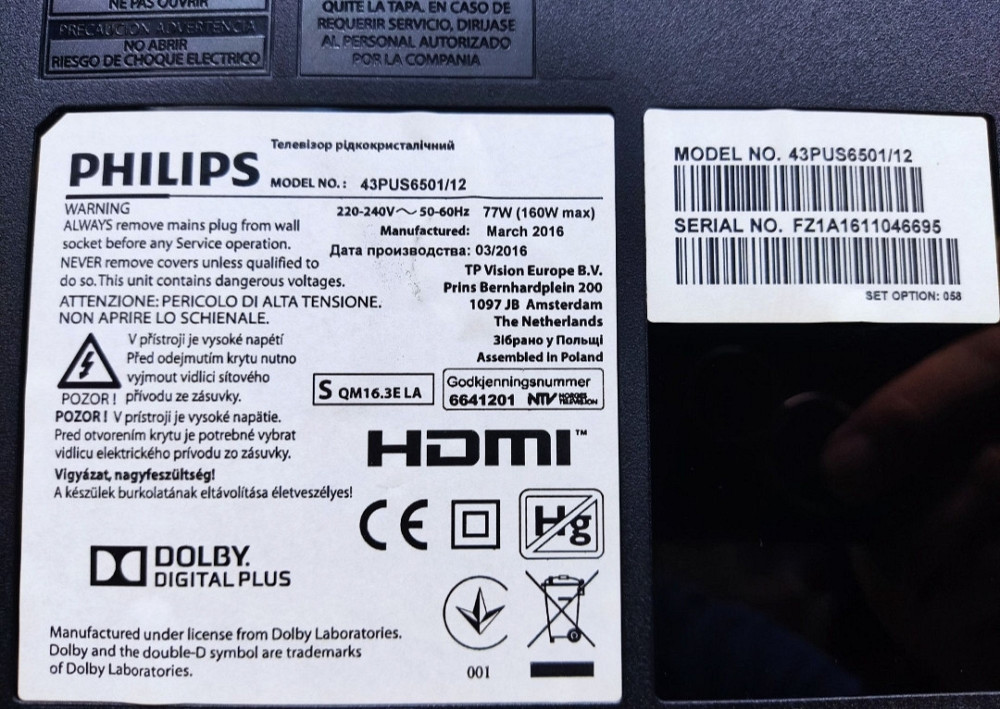 NE PAS OUVRIR
PRECAUCION ADVERTENCIA
NO ABRIR
RIESGO DE CHOQUE ELECTRICO
QUITE LA TAPA. EN CASO DE
REQUERIR SERVICIO, DIRIJASE
AL PERSONAL AUTORIZADO
POR LA COMPANIA
PHILIPS
Телевізор рідкокристалічний
MODEL NO.: 43PUS6501/12
WARNING
ALWAYS remove mains plug from wall
socket before any Service operation.
NEVER remove covers unless qualified to
do so. This unit contains dangerous voltages.
ATTENZIONE: PERICOLO DI ALTA TENSIONE.
NON APRIRE LO SCHIENALE.
V přístroji je vysoké napětí
Před odejmutím krytu nutno
vyjmout vidlici síťového
POZOR! přívodu ze zásuvky.
POZOR! V prístroji je vysoké napätie.
Pred otvorením krytu je potrebné vybrat
vidlicu elektrického prívodu zo zásuvky.
Vigyázat, nagyfeszültség!
A készülek burkolatának eltávolítása életveszélyes!
220-240V～ 50-60Hz 77W (160W max)
Manufactured: March 2016
Дата производства: 03/2016
TP Vision Europe B.V.
Prins Bernhardplein 200
1097 JB Amsterdam
The Netherlands
Зібрано у Польщі
Assembled in Poland
S QM16.3E LA
Godkjenningsnummer
6641201 NTV NORGES TELEVISJON
HDMI™
CE
Hg
DOLBY.
DIGITAL PLUS
Manufactured under license from Dolby Laboratories.
Dolby and the double-D symbol are trademarks
of Dolby Laboratories.
001
MODEL NO. 43PUS6501/12
SERIAL NO. FZ1A1611046695
SET OPTION: 058